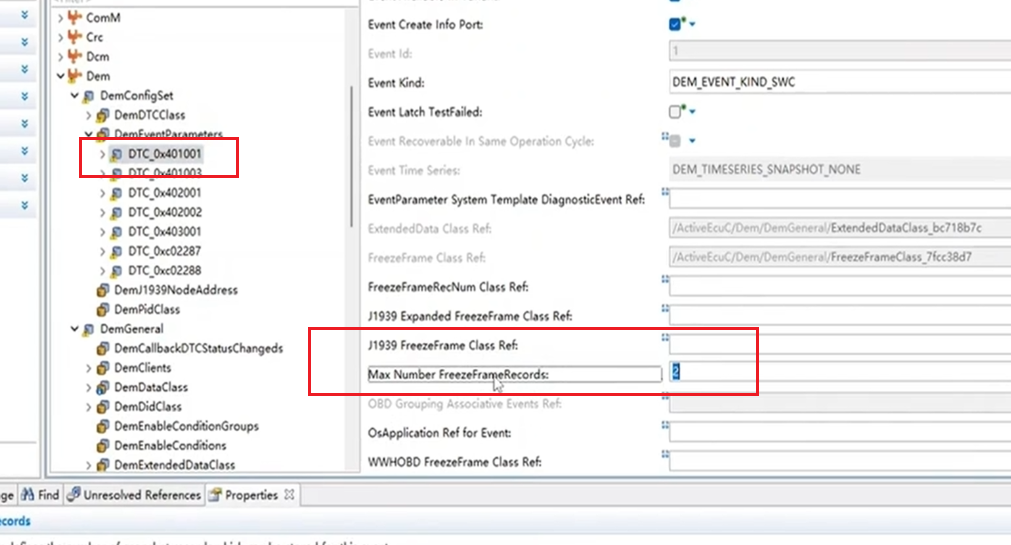 ComM
Crc
Dcm
Dem
DemConfigSet
DemDTCClass
DemEventParameters
DTC_0x401001
DTC_0x401003
DTC_0x402001
DTC_0x402002
DTC_0x403001
DTC_0xc02287
DTC_0xc02288
DemJ1939NodeAddress
DemPidClass
DemGeneral
DemCallbackDTCStatusChangeds
DemClients
DemDataClass
DemDidClass
DemEnableConditionGroups
DemEnableConditions
DemExtendedDataClass
Event Create Info Port:
Event Id: 1
Event Kind: DEM_EVENT_KIND_SWC
Event Latch TestFailed:
Event Recoverable In Same Operation Cycle:
Event Time Series: DEM_TIMESERIES_SNAPSHOT_NONE
EventParameter System Template DiagnosticEvent Ref:
ExtendedData Class Ref: /ActiveEcuC/Dem/DemGeneral/ExtendedDataClass_bc718b7c
FreezeFrame Class Ref: /ActiveEcuC/Dem/DemGeneral/FreezeFrameClass_7fcc38d7
FreezeFrameRecNum Class Ref:
J1939 Expanded FreezeFrame Class Ref:
J1939 FreezeFrame Class Ref:
Max Number FreezeFrameRecords: 2
OBD Grouping Associative Events Ref:
OsApplication Ref for Event:
WWHOBD FreezeFrame Class Ref:
ge Find Unresolved References Properties
ecords